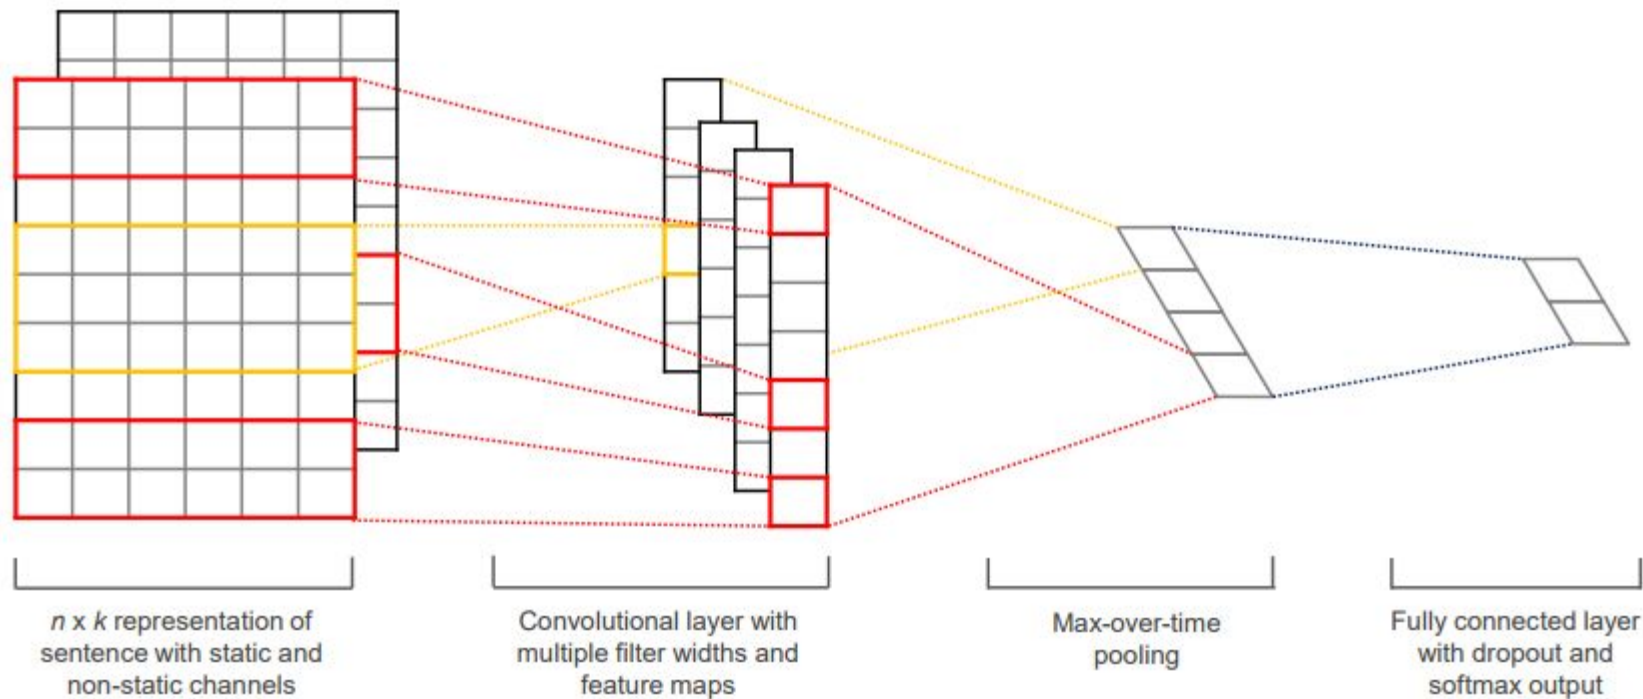 n x k representation of
sentence with static and
non-static channels
Convolutional layer with
multiple filter widths and
feature maps
Max-over-time
pooling
Fully connected layer
with dropout and
softmax output